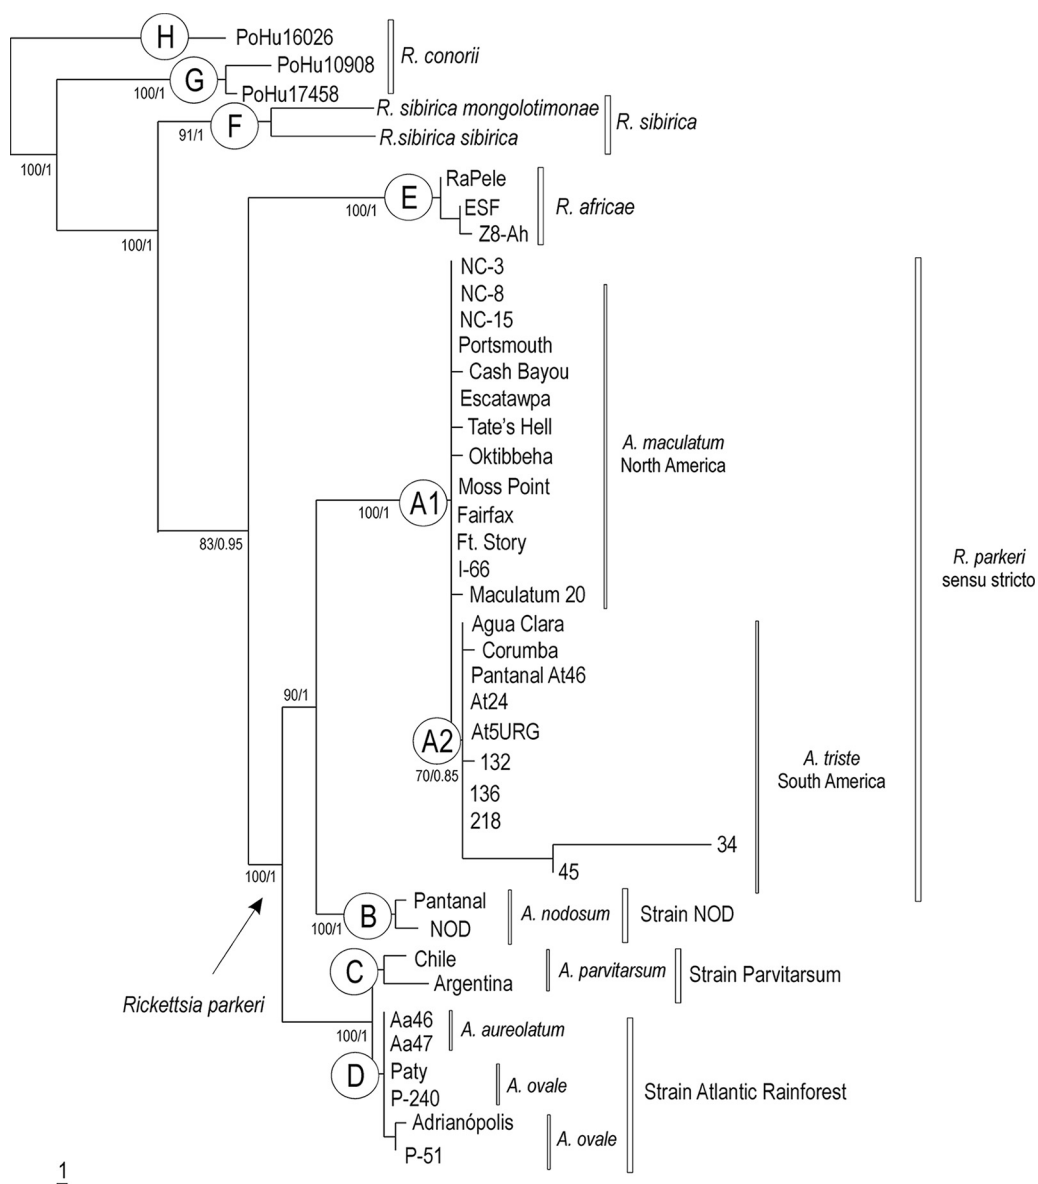 H
PoHu16026
R. conorii
PoHu10908
G
100/1
PoHu17458
R. sibirica mongolotimonae
F
91/1
R. sibirica
R.sibirica sibirica
100/1
RaPele
E
100/1
ESF
R. africae
Z8-Ah
100/1
NC-3
NC-8
NC-15
Portsmouth
Cash Bayou
Escatawpa
Tate's Hell
A. maculatum
North America
Oktibbeha
Moss Point
A1
100/1
Fairfax
Ft. Story
83/0.95
I-66
R. parkeri
sensu stricto
Maculatum 20
Agua Clara
Corumba
Pantanal At46
90/1
At24
At5URG
A2
70/0.85
132
A. triste
South America
136
218
34
45
100/1
Pantanal
B
100/1
NOD
A. nodosum
Strain NOD
Chile
C
Argentina
A. parvitarsum
Strain Parvitarsum
Rickettsia parkeri
Aa46
Aa47
A. aureolatum
100/1
D
Paty
P-240
A. ovale
Strain Atlantic Rainforest
Adrianópolis
P-51
A. ovale
1